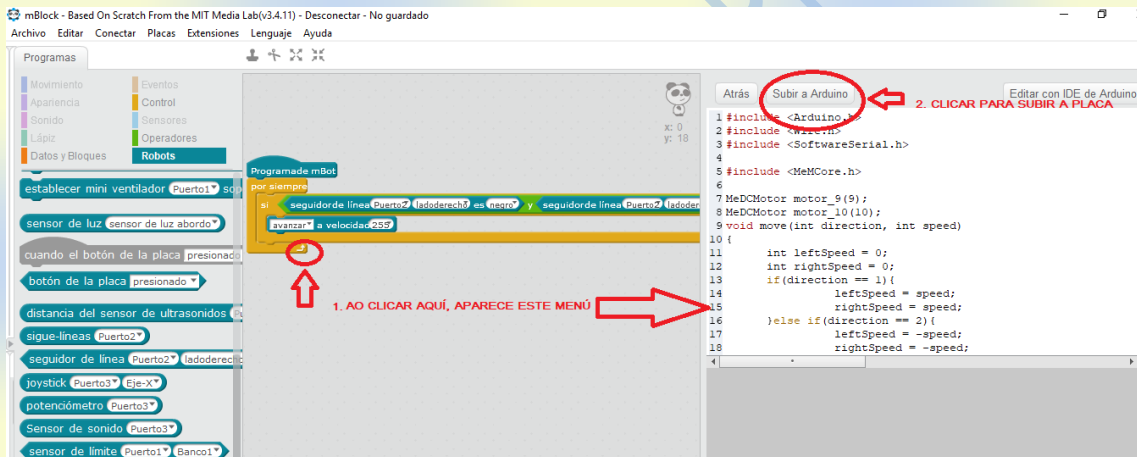 mBlock - Based On Scratch From the MIT Media Lab(v3.4.11) - Desconectar - No guardado
Archivo Editar Conectar Placas Extensiones Lenguaje Ayuda
Programas
Movimiento Eventos
Apariencia Control
Sonido Sensores
Lápiz Operadores
Datos y Bloques Robots
establecer mini ventilador Puerto1
sensor de luz sensor de luz abordo
cuando el botón de la placa presionado
botón de la placa presionado
distancia del sensor de ultrasonidos
sigue-líneas Puerto2
seguidor de línea Puerto2 ladoderecho
joystick Puerto3 Eje-X
potenciómetro Puerto3
Sensor de sonido Puerto3
sensor de límite Puerto1 Banco1
x: 0
y: 18
Programade mBot
por siempre
si seguidorde línea Puerto2 ladoderecho es negro y seguidorde línea Puerto2
avanzar a velocidad 255
1. AO CLICAR AQUÍ, APARECE ESTE MENÚ
Atrás Subir a Arduino Editar con IDE de Arduino
2. CLICAR PARA SUBIR A PLACA
1 #include <Arduino.h>
2 #include <Wire.h>
3 #include <SoftwareSerial.h>
4
5 #include <MeMCore.h>
6
7 MeDCMotor motor_9(9);
8 MeDCMotor motor_10(10);
9 void move(int direction, int speed)
10 {
11 int leftSpeed = 0;
12 int rightSpeed = 0;
13 if(direction == 1){
14 leftSpeed = speed;
15 rightSpeed = speed;
16 }else if(direction == 2){
17 leftSpeed = -speed;
18 rightSpeed = -speed;